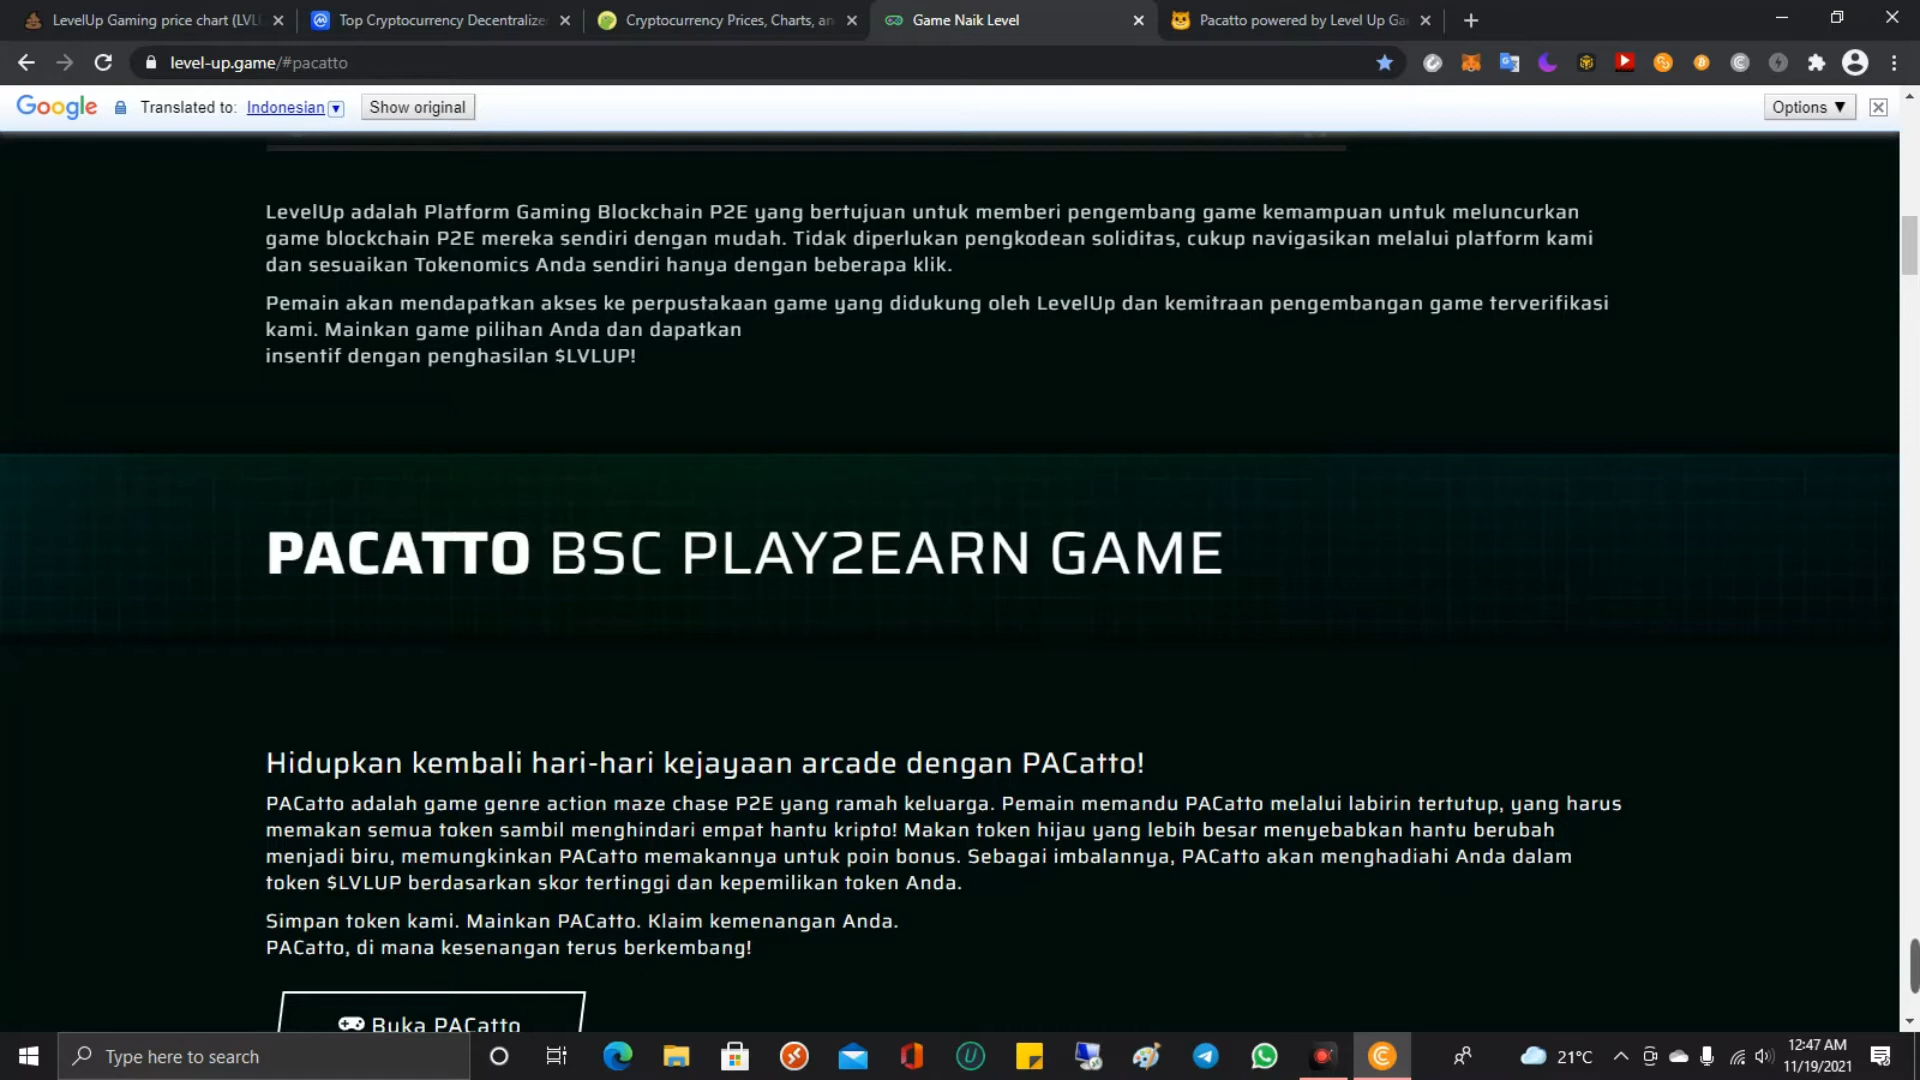 LevelUp Gaming price chart (LVLU
Top Cryptocurrency Decentralize
Cryptocurrency Prices, Charts, an
Game Naik Level
Pacatto powered by Level Up Ga
level-up.game/#pacatto
Google Translated to: Indonesian Show original Options
LevelUp adalah Platform Gaming Blockchain P2E yang bertujuan untuk memberi pengembang game kemampuan untuk meluncurkan
game blockchain P2E mereka sendiri dengan mudah. Tidak diperlukan pengkodean soliditas, cukup navigasikan melalui platform kami
dan sesuaikan Tokenomics Anda sendiri hanya dengan beberapa klik.
Pemain akan mendapatkan akses ke perpustakaan game yang didukung oleh LevelUp dan kemitraan pengembangan game terverifikasi
kami. Mainkan game pilihan Anda dan dapatkan
insentif dengan penghasilan $LVLUP!
PACATTO BSC PLAY2EARN GAME
Hidupkan kembali hari-hari kejayaan arcade dengan PACatto!
PACatto adalah game genre action maze chase P2E yang ramah keluarga. Pemain memandu PACatto melalui labirin tertutup, yang harus
memakan semua token sambil menghindari empat hantu kripto! Makan token hijau yang lebih besar menyebabkan hantu berubah
menjadi biru, memungkinkan PACatto memakannya untuk poin bonus. Sebagai imbalannya, PACatto akan menghadiahi Anda dalam
token $LVLUP berdasarkan skor tertinggi dan kepemilikan token Anda.
Simpan token kami. Mainkan PACatto. Klaim kemenangan Anda.
PACatto, di mana kesenangan terus berkembang!
Buka PACatto
Type here to search
21°C
12:47 AM
11/19/2021